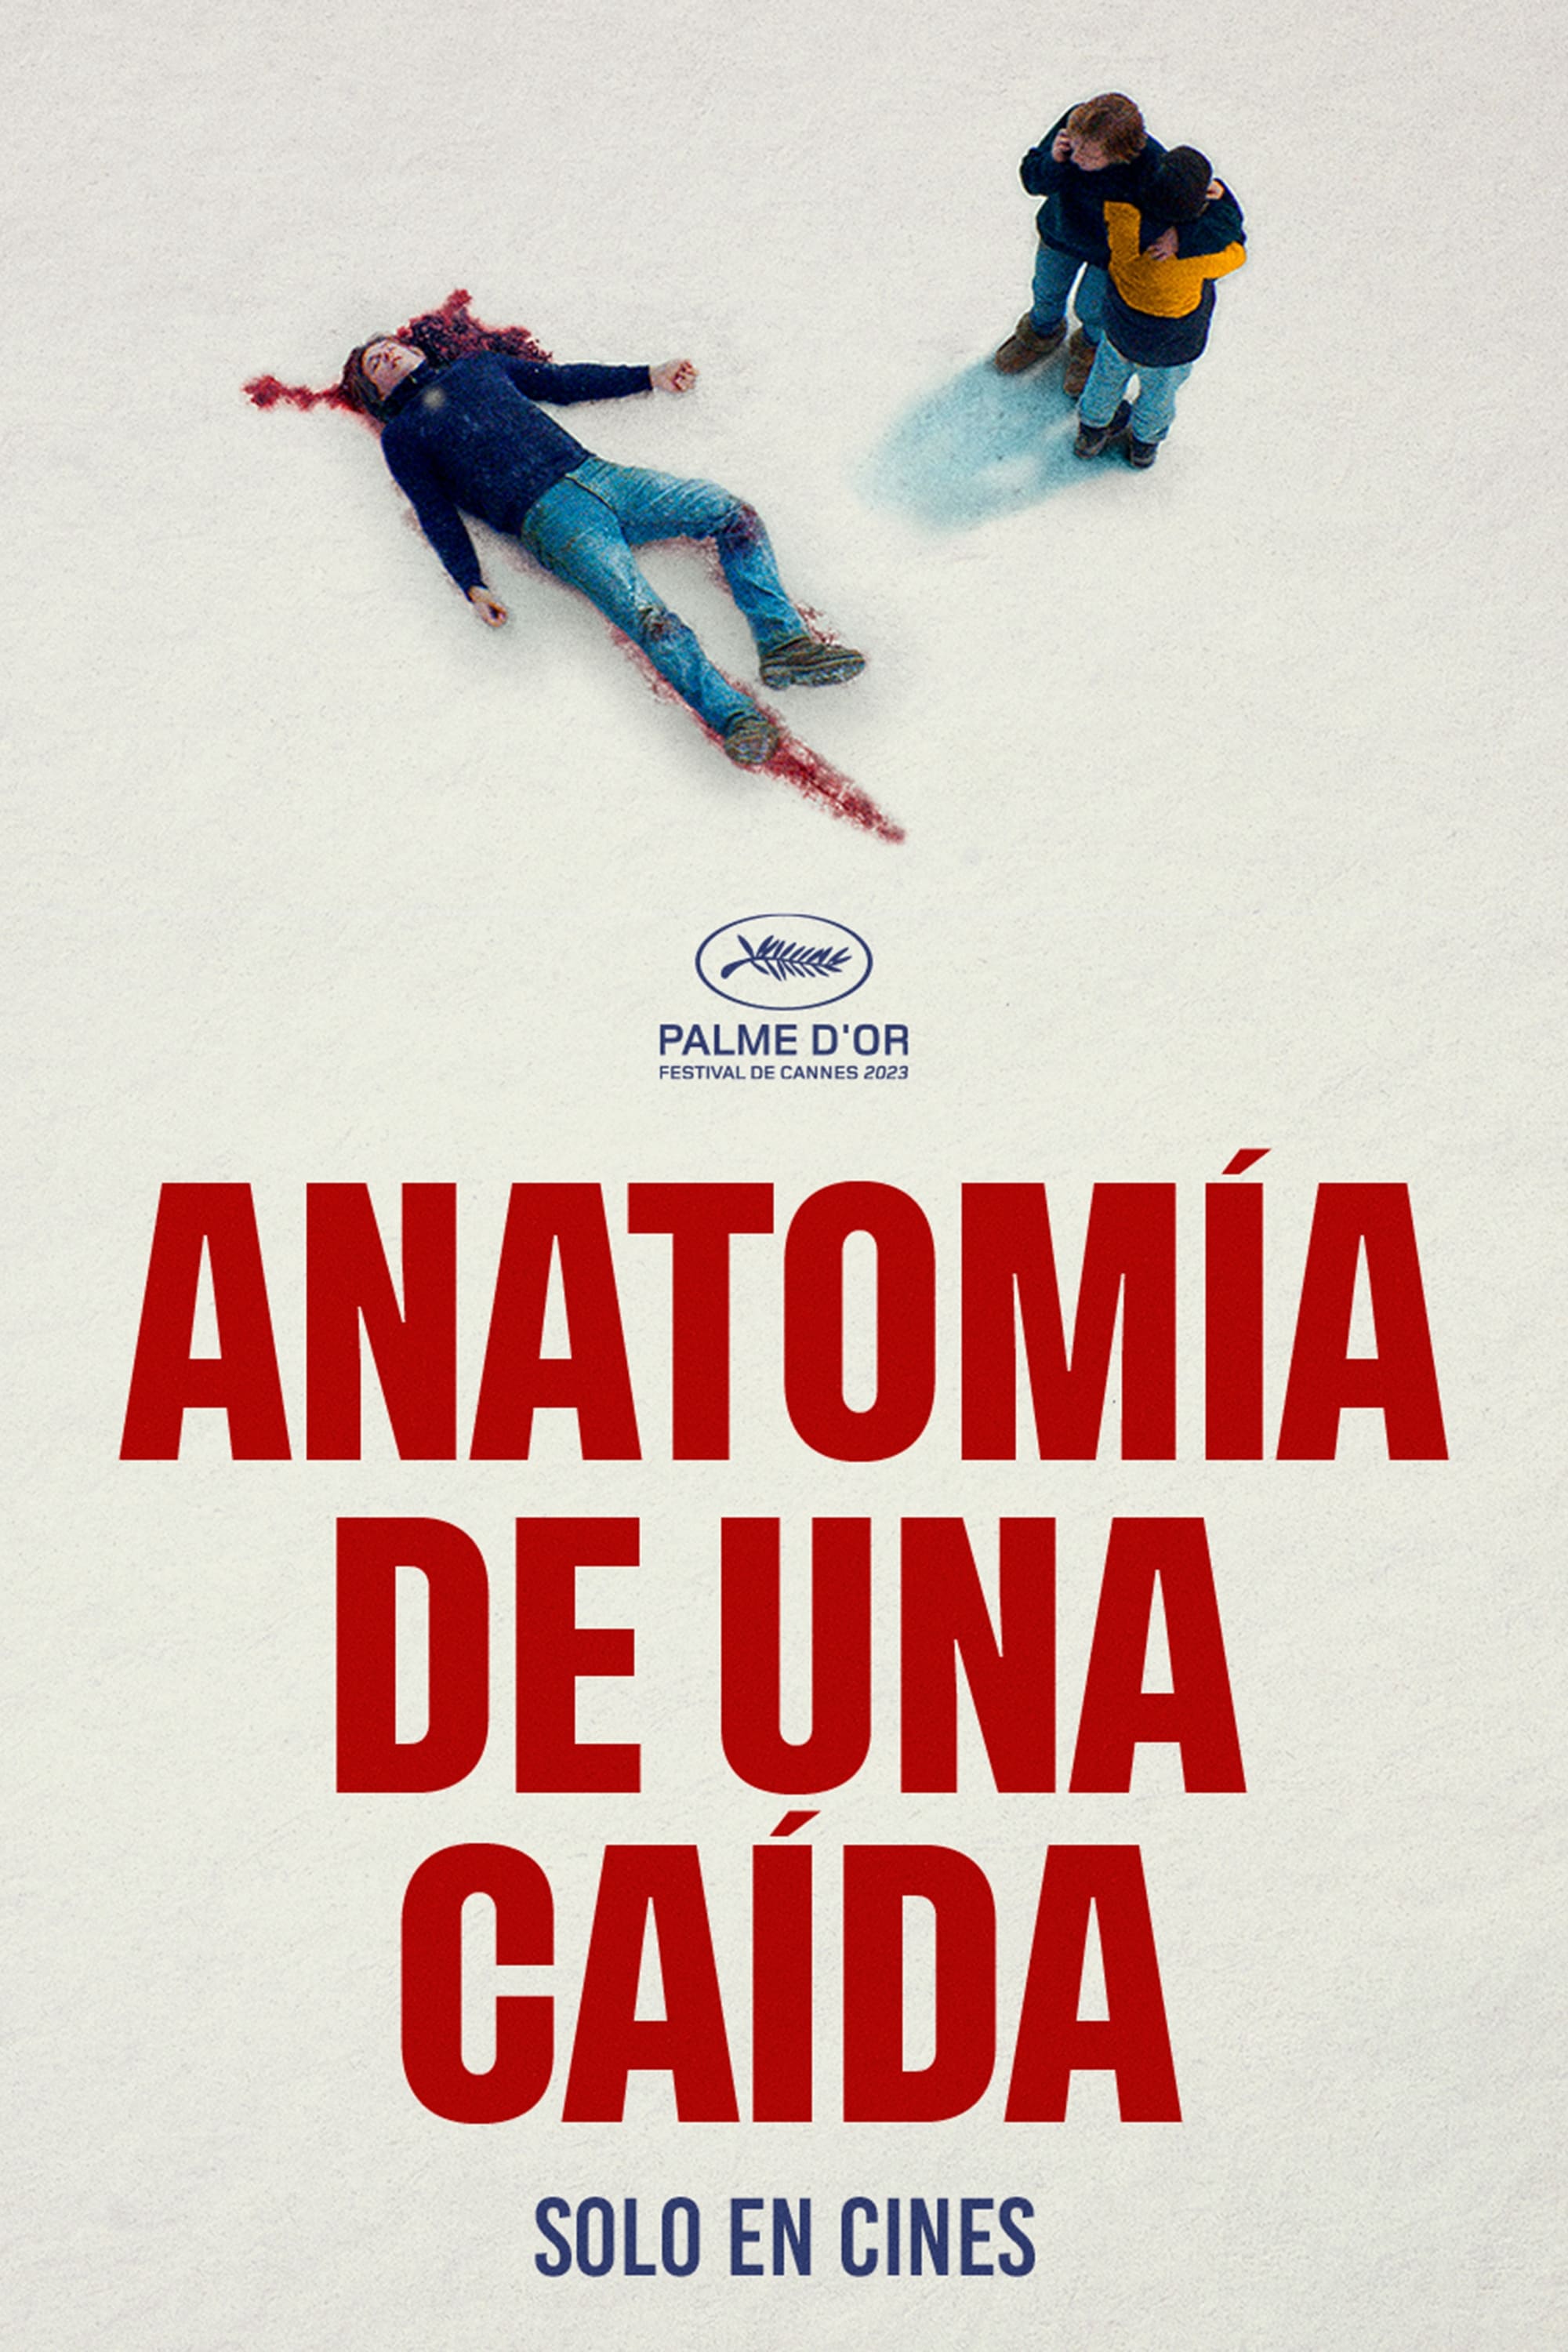 PALME D'OR
FESTIVAL DE CANNES 2023
ANATOMÍA
DE UNA
CAÍDA
SOLO EN CINES